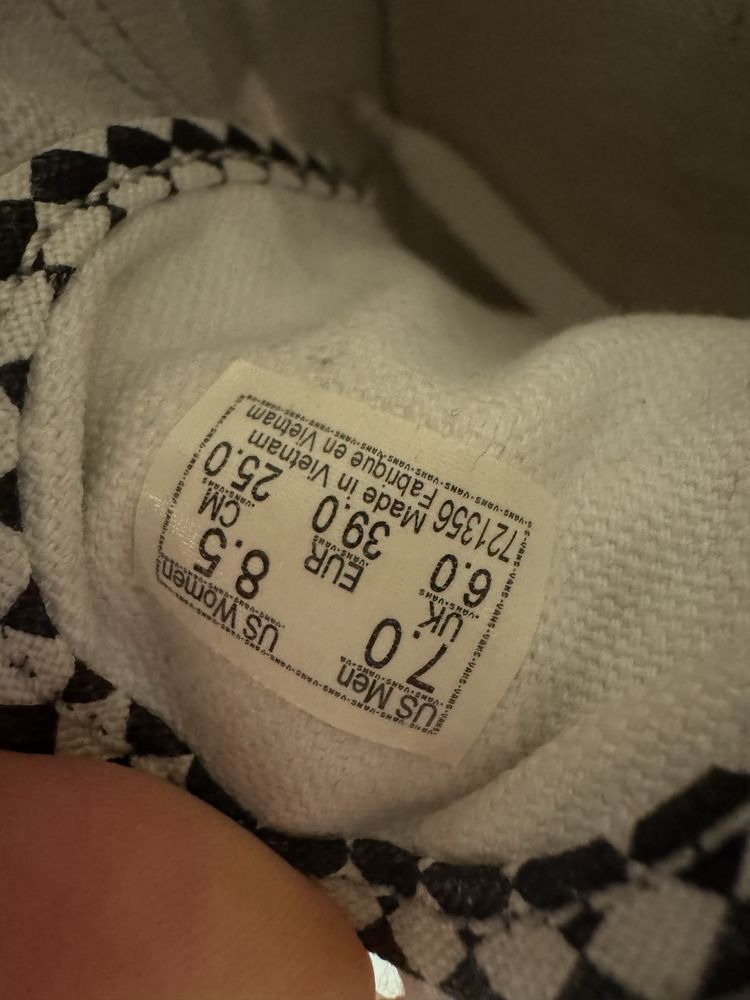 US Men US Women
7.0 8.5
UK EUR CM
6.0 39.0 25.0
721356 Made in Vietnam
Fabrique en Vietnam